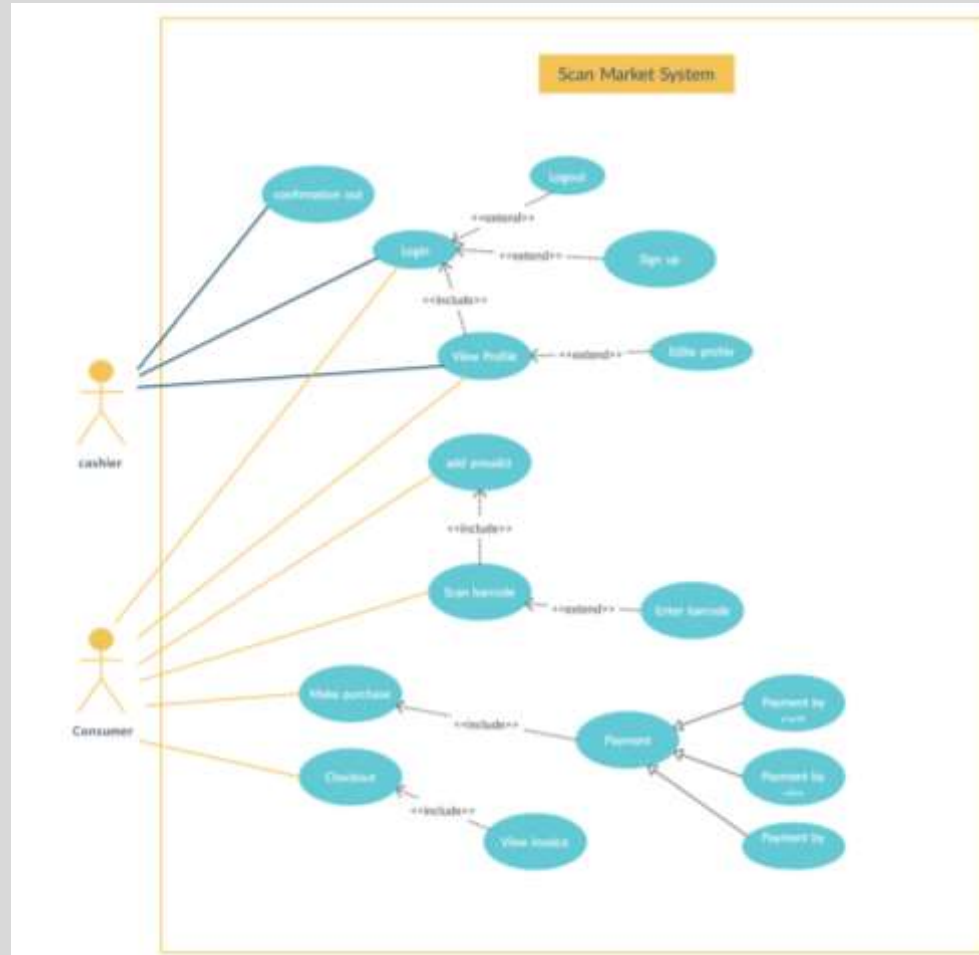 Scan Market System
Logout
confirmation out
<<extend>>
Login
<<extend>>
Sign up
<<include>>
View Profile
<<extend>>
profile
cashier
add
<<include>>
Scan barcode
<<extend>>
Enter barcode
Make purchase
Payment by
<<include>>
Payment
Consumer
Checkout
Payment by
<<include>>
View invoice
Payment by